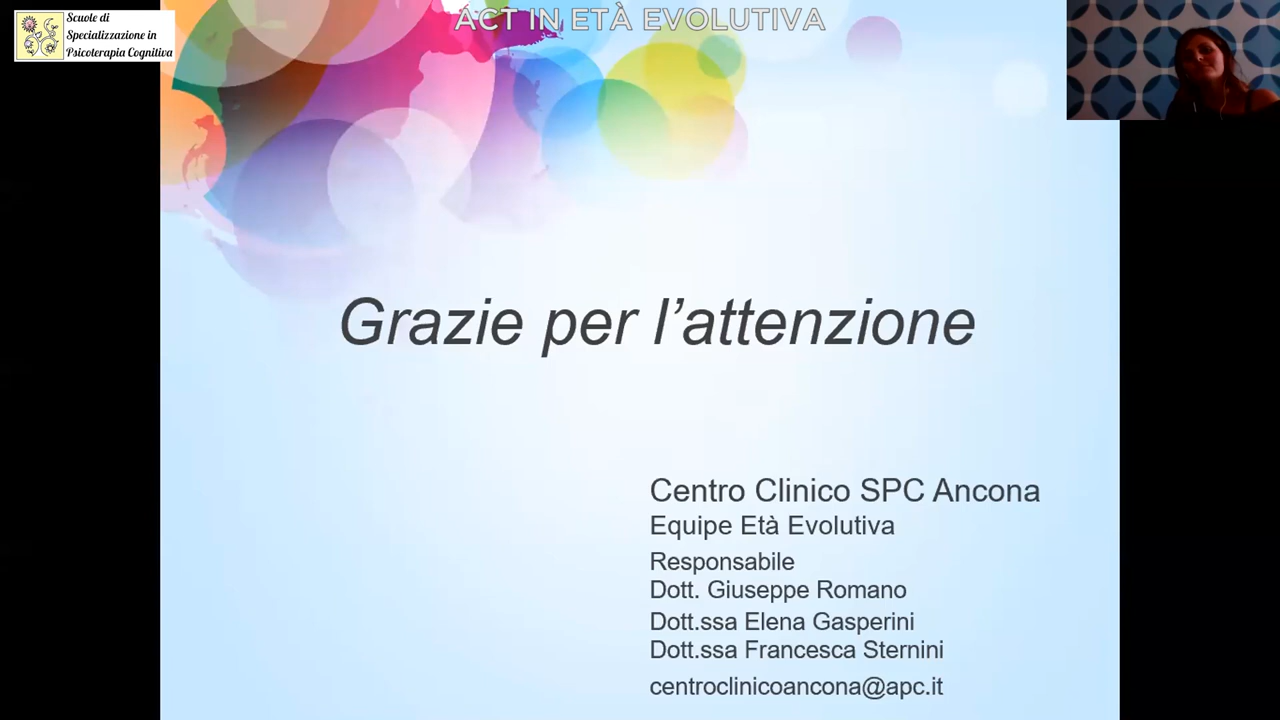 Scuole di
Specializzazione in
Psicoterapia Cognitiva
ACT IN ETÀ EVOLUTIVA
Grazie per l’attenzione
Centro Clinico SPC Ancona
Equipe Età Evolutiva
Responsabile
Dott. Giuseppe Romano
Dott.ssa Elena Gasperini
Dott.ssa Francesca Sternini
centroclinicoancona@apc.it